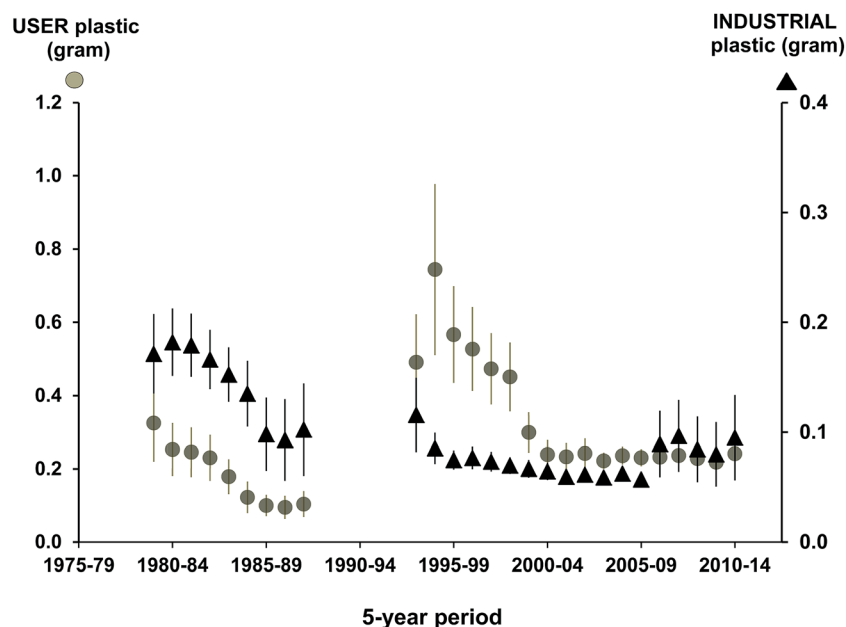 USER plastic
(gram)
INDUSTRIAL
plastic (gram)
1.2
1.0
0.8
0.6
0.4
0.2
0.0
0.4
0.3
0.2
0.1
0.0
1975-79 1980-84 1985-89 1990-94 1995-99 2000-04 2005-09 2010-14
5-year period